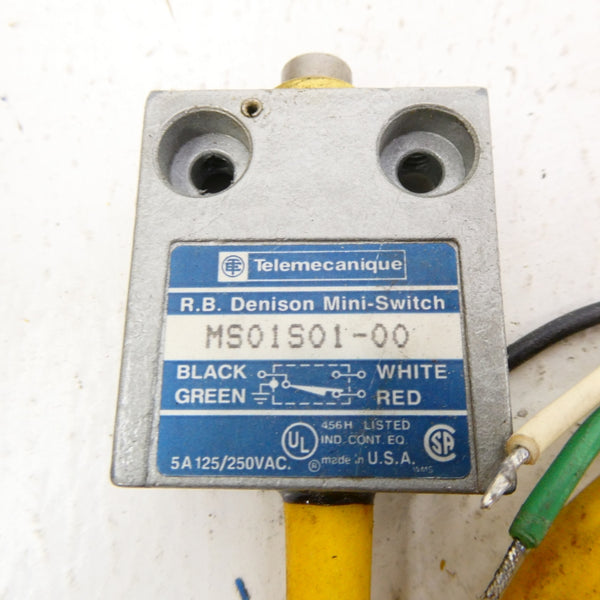 Telemecanique
R.B. Denison Mini-Switch
MS01S01-00
BLACK WHITE
GREEN RED
UL 456H LISTED
IND. CONT. EQ.
5A 125/250VAC. ® made in U.S.A.